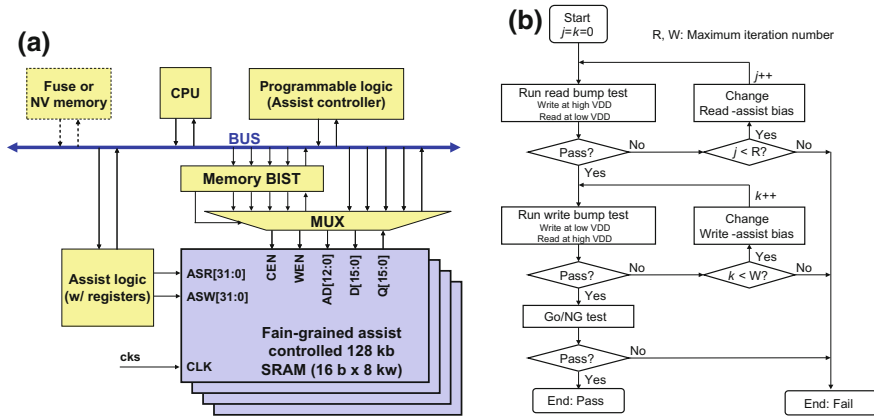 (a)
Fuse or
NV memory
CPU
Programmable logic
(Assist controller)
BUS
Memory BIST
MUX
Assist logic
(w/ registers)
ASR[31:0]
ASW[31:0]
CEN
WEN
AD[12:0]
D[15:0]
Q[15:0]
Fain-grained assist
controlled 128 kb
SRAM (16 b x 8 kw)
cks
CLK
(b)
Start
j=k=0
R, W: Maximum iteration number
j++
Run read bump test
Write at high VDD
Read at low VDD
Change
Read -assist bias
Yes
Pass?
No
j < R?
No
Yes
k++
Run write bump test
Write at low VDD
Read at high VDD
Change
Write -assist bias
Yes
Pass?
No
k < W?
No
Yes
Go/NG test
Pass?
No
Yes
End: Pass
End: Fail